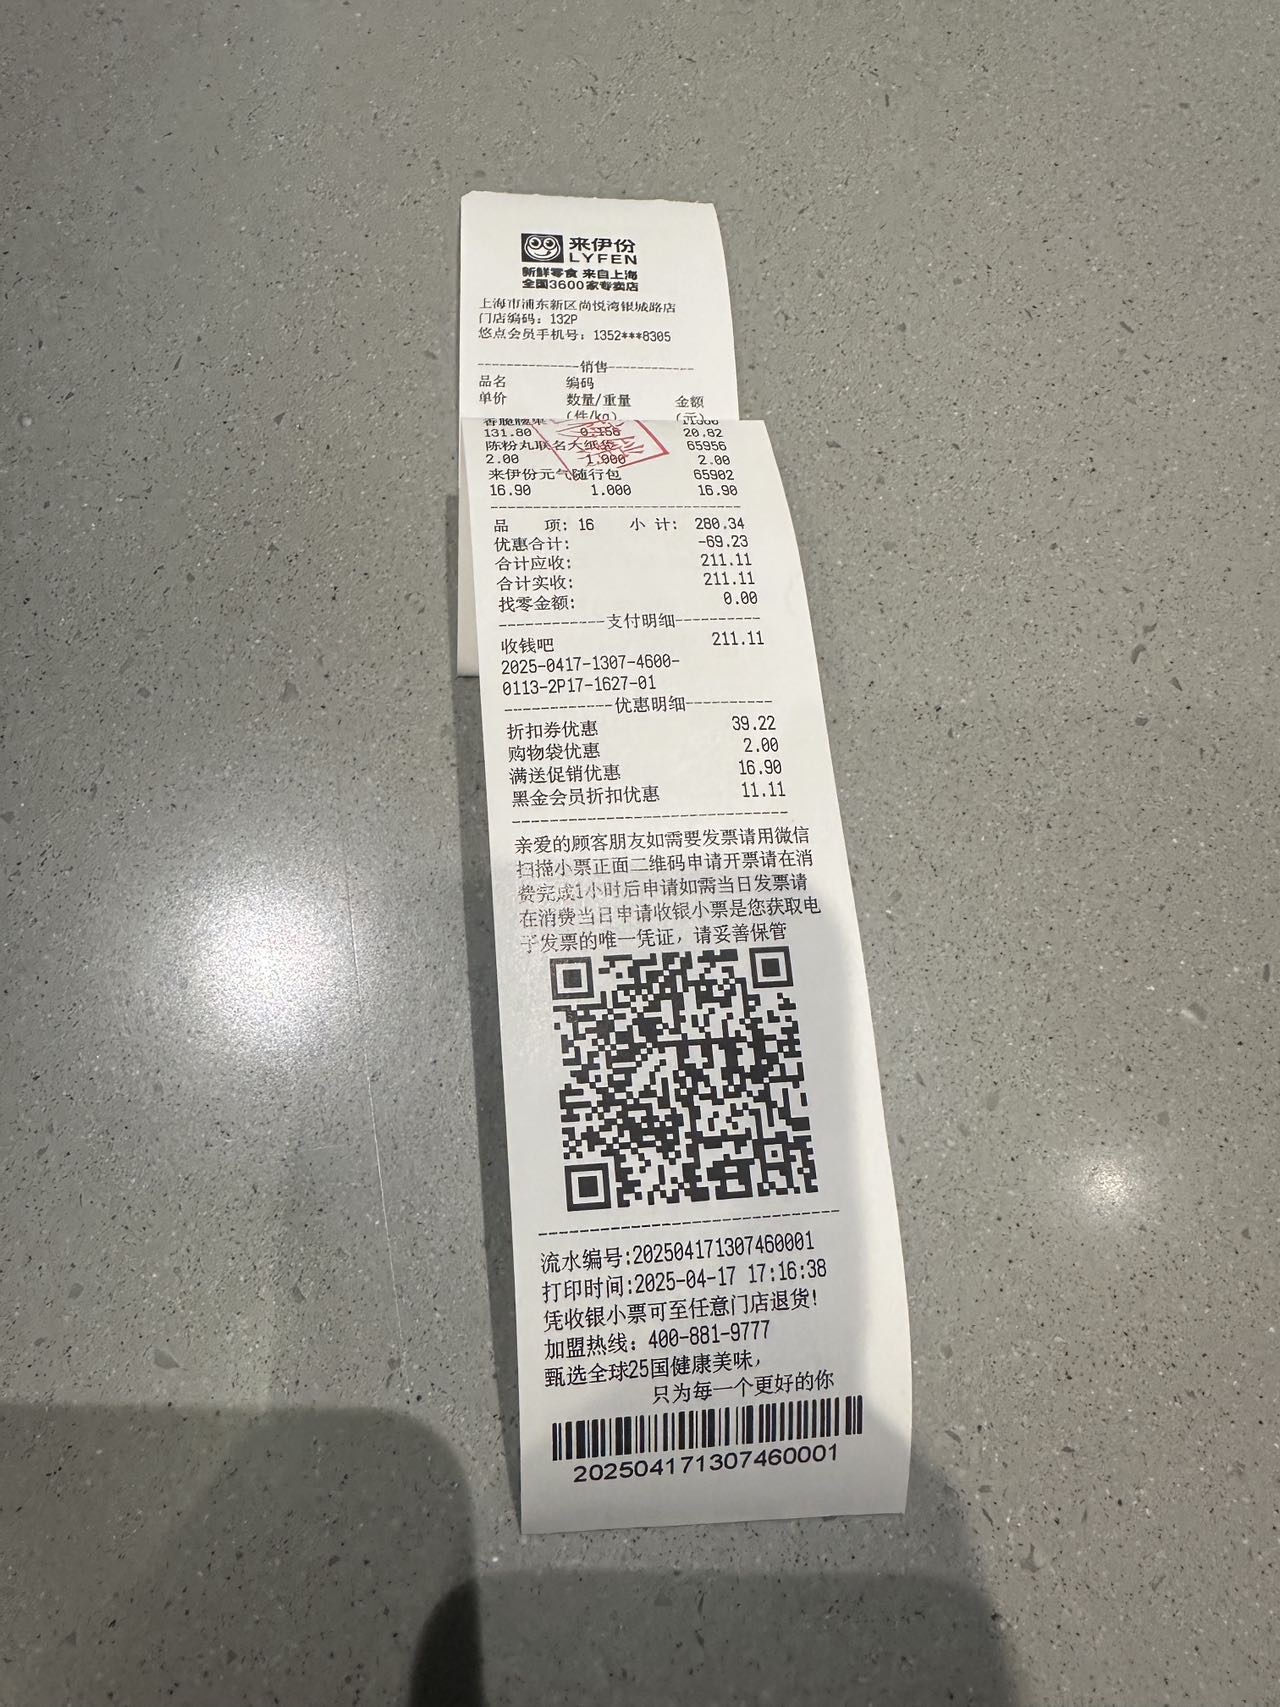 来伊份
LYFEN
新鲜零食 来自上海
全国3600家专卖店
上海市浦东新区尚悦湾银城路店
门店编码: 132P
悠点会员手机号: 1352***8305
销售
品名 编码
单价 数量/重量 金额
(件/kg) (元)
131.80 0.158 20.82
陈粉丸联名大纸袋 65956
2.00 1.000 2.00
来伊份元气随行包 65902
16.90 1.000 16.90
品 项: 16 小 计: 280.34
优惠合计: -69.23
合计应收: 211.11
合计实收: 211.11
找零金额: 0.00
支付明细
收钱吧 211.11
2025-0417-1307-4600-
0113-2P17-1627-01
优惠明细
折扣券优惠 39.22
购物袋优惠 2.00
满送促销优惠 16.90
黑金会员折扣优惠 11.11
亲爱的顾客朋友如需要发票请用微信
扫描小票正面二维码申请开票请在消
费完成1小时后申请如需当日发票请
在消费当日申请收银小票是您获取电
子发票的唯一凭证，请妥善保管
流水编号:202504171307460001
打印时间:2025-04-17 17:16:38
凭收银小票可至任意门店退货!
加盟热线: 400-881-9777
甄选全球25国健康美味，
只为每一个更好的你
202504171307460001